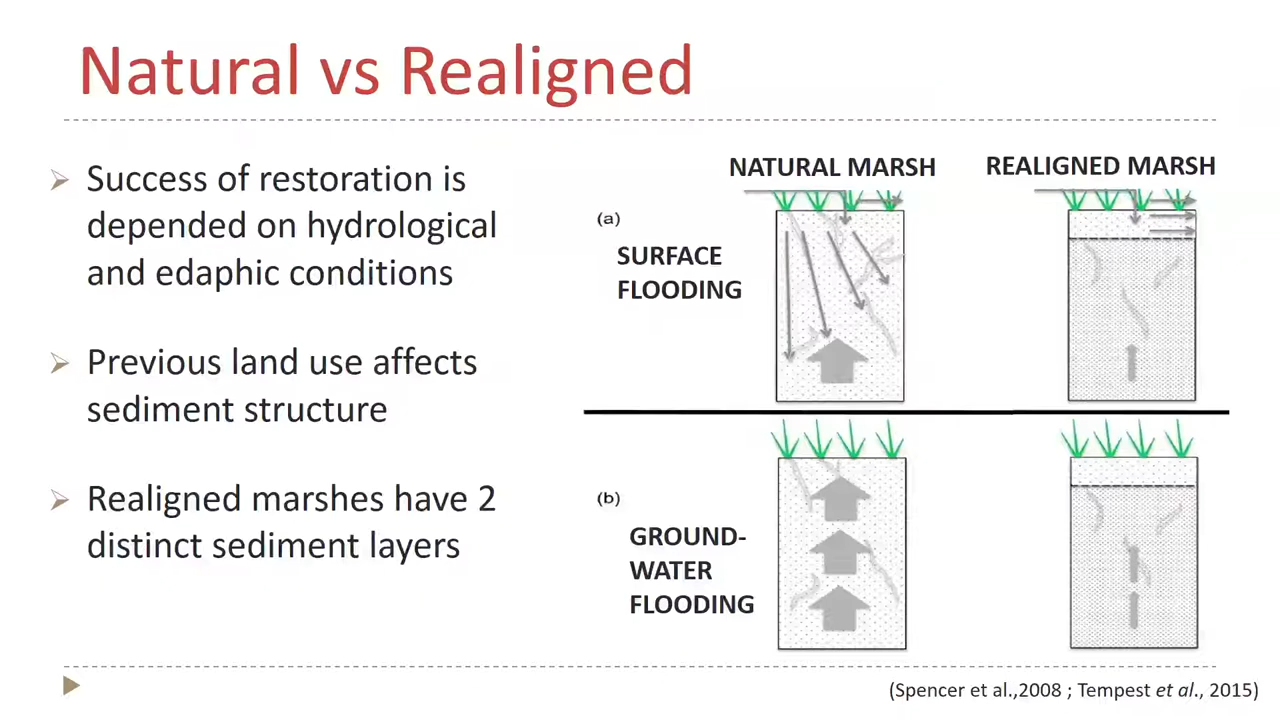 Natural vs Realigned
Success of restoration is
depended on hydrological
and edaphic conditions
Previous land use affects
sediment structure
Realigned marshes have 2
distinct sediment layers
NATURAL MARSH
REALIGNED MARSH
(a)
SURFACE
FLOODING
(b)
GROUND-
WATER
FLOODING
(Spencer et al.,2008 ; Tempest et al., 2015)